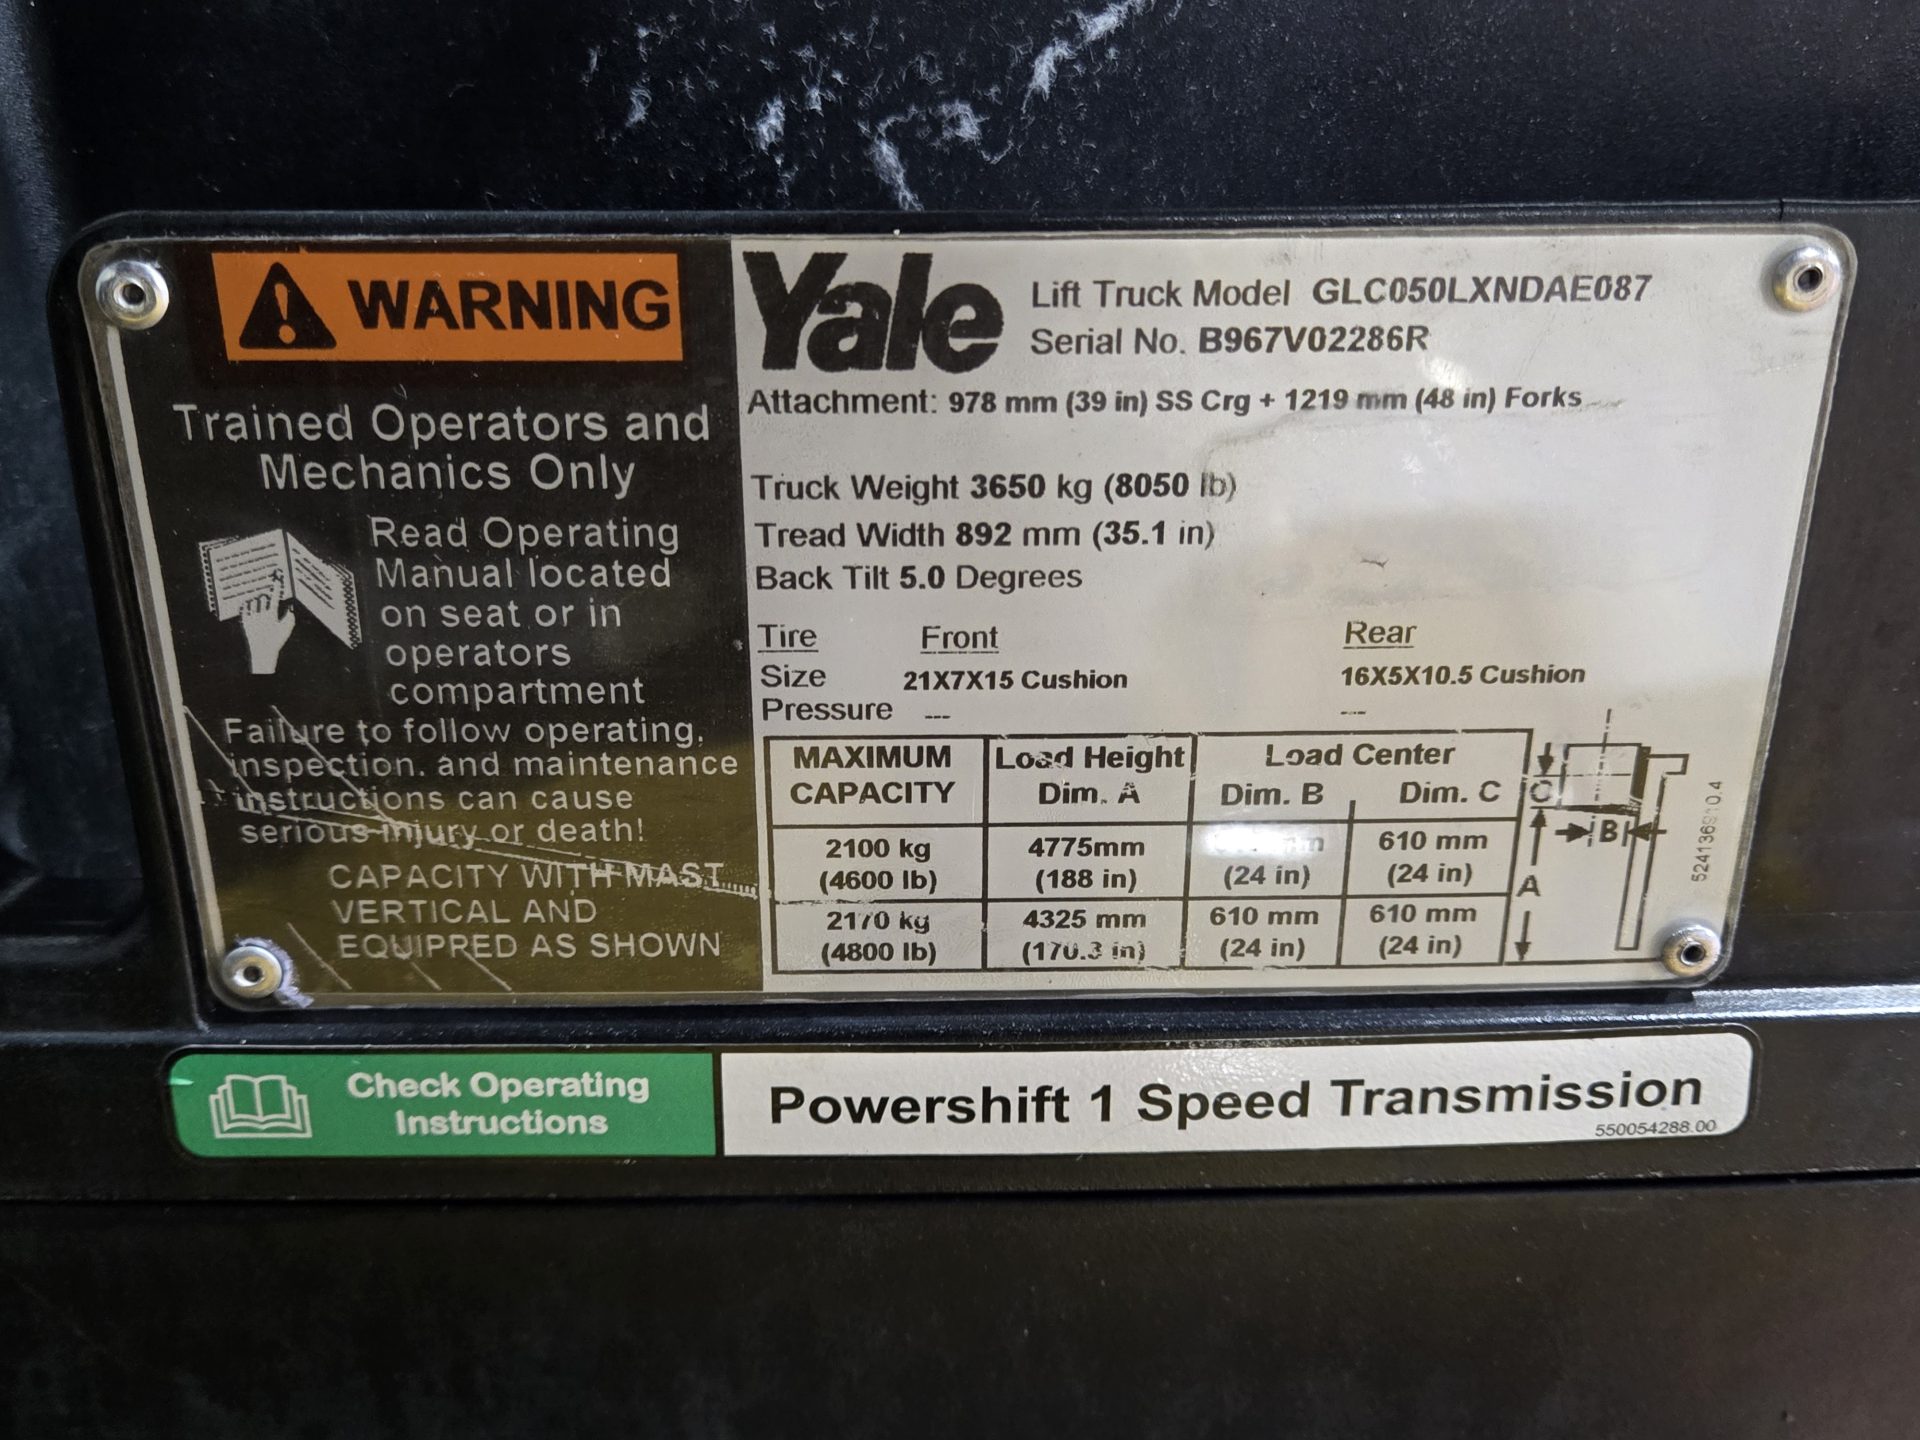 WARNING
Trained Operators and
Mechanics Only
Read Operating
Manual located
on seat or in
operators
compartment
Failure to follow operating,
inspection. and maintenance
instructions can cause
serious injury or death!
CAPACITY WITH MAST
VERTICAL AND
EQUIPPED AS SHOWN
Yale
Lift Truck Model GLC050LXNDAE087
Serial No. B967V02286R
Attachment: 978 mm (39 in) SS Crg + 1219 mm (48 in) Forks
Truck Weight 3650 kg (8050 lb)
Tread Width 892 mm (35.1 in)
Back Tilt 5.0 Degrees
Tire Front Rear
Size 21X7X15 Cushion 16X5X10.5 Cushion
Pressure --- ---
MAXIMUM Load Height Load Center
CAPACITY Dim. A Dim. B Dim. C
2100 kg 4775mm 610 mm
(4600 lb) (188 in) (24 in) (24 in)
2170 kg 4325 mm 610 mm 610 mm
(4800 lb) (170.3 in) (24 in) (24 in)
C
B
A
524136910.4
Check Operating
Instructions
Powershift 1 Speed Transmission
550054288.00